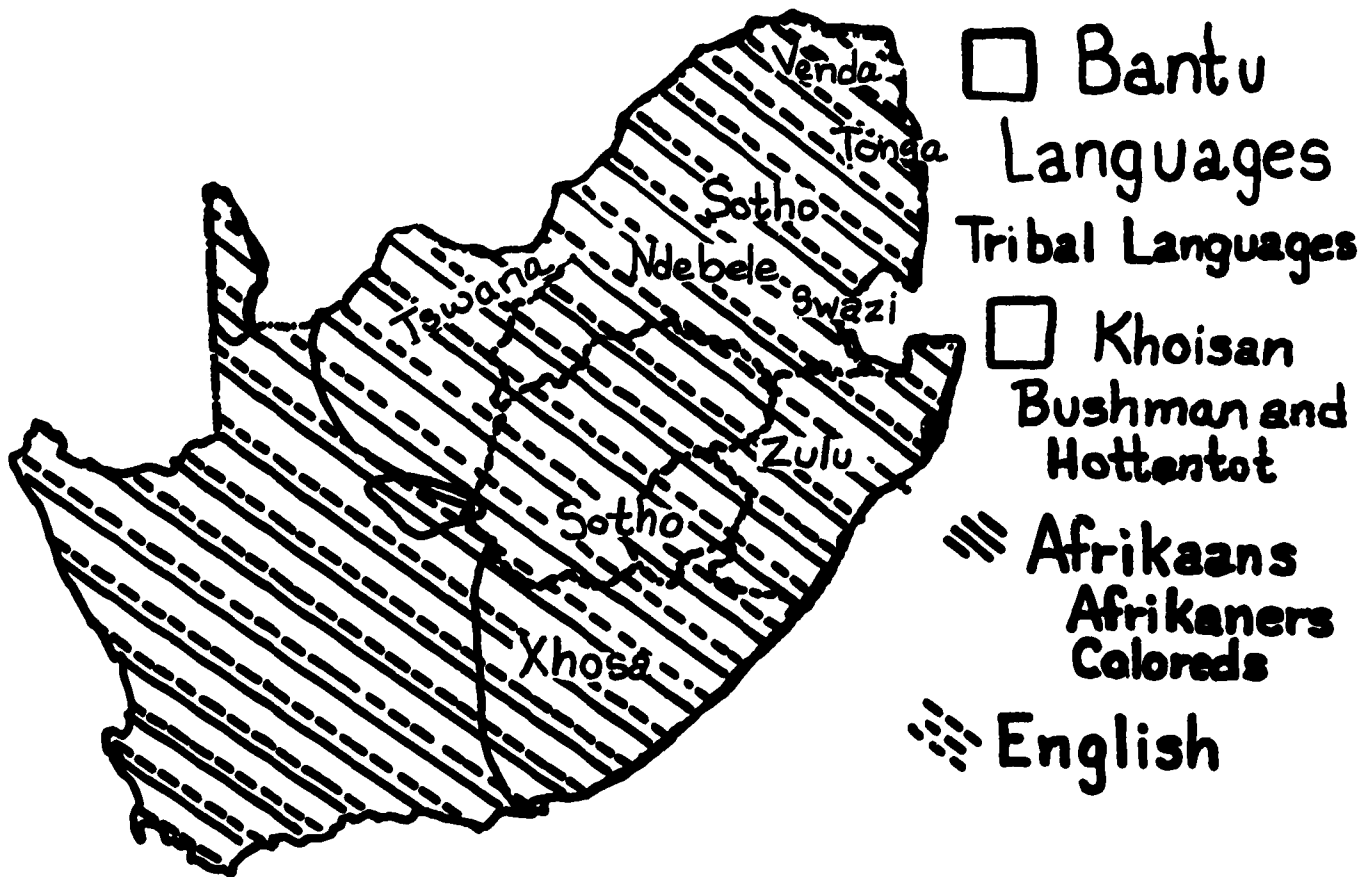 Venda
Tonga
Sotho
Ndebele
Tswana
Swazi
Zulu
Sotho
Xhosa
Bantu
Languages
Tribal Languages
Khoisan
Bushman and
Hottentot
Afrikaans
Afrikaners
Coloreds
English